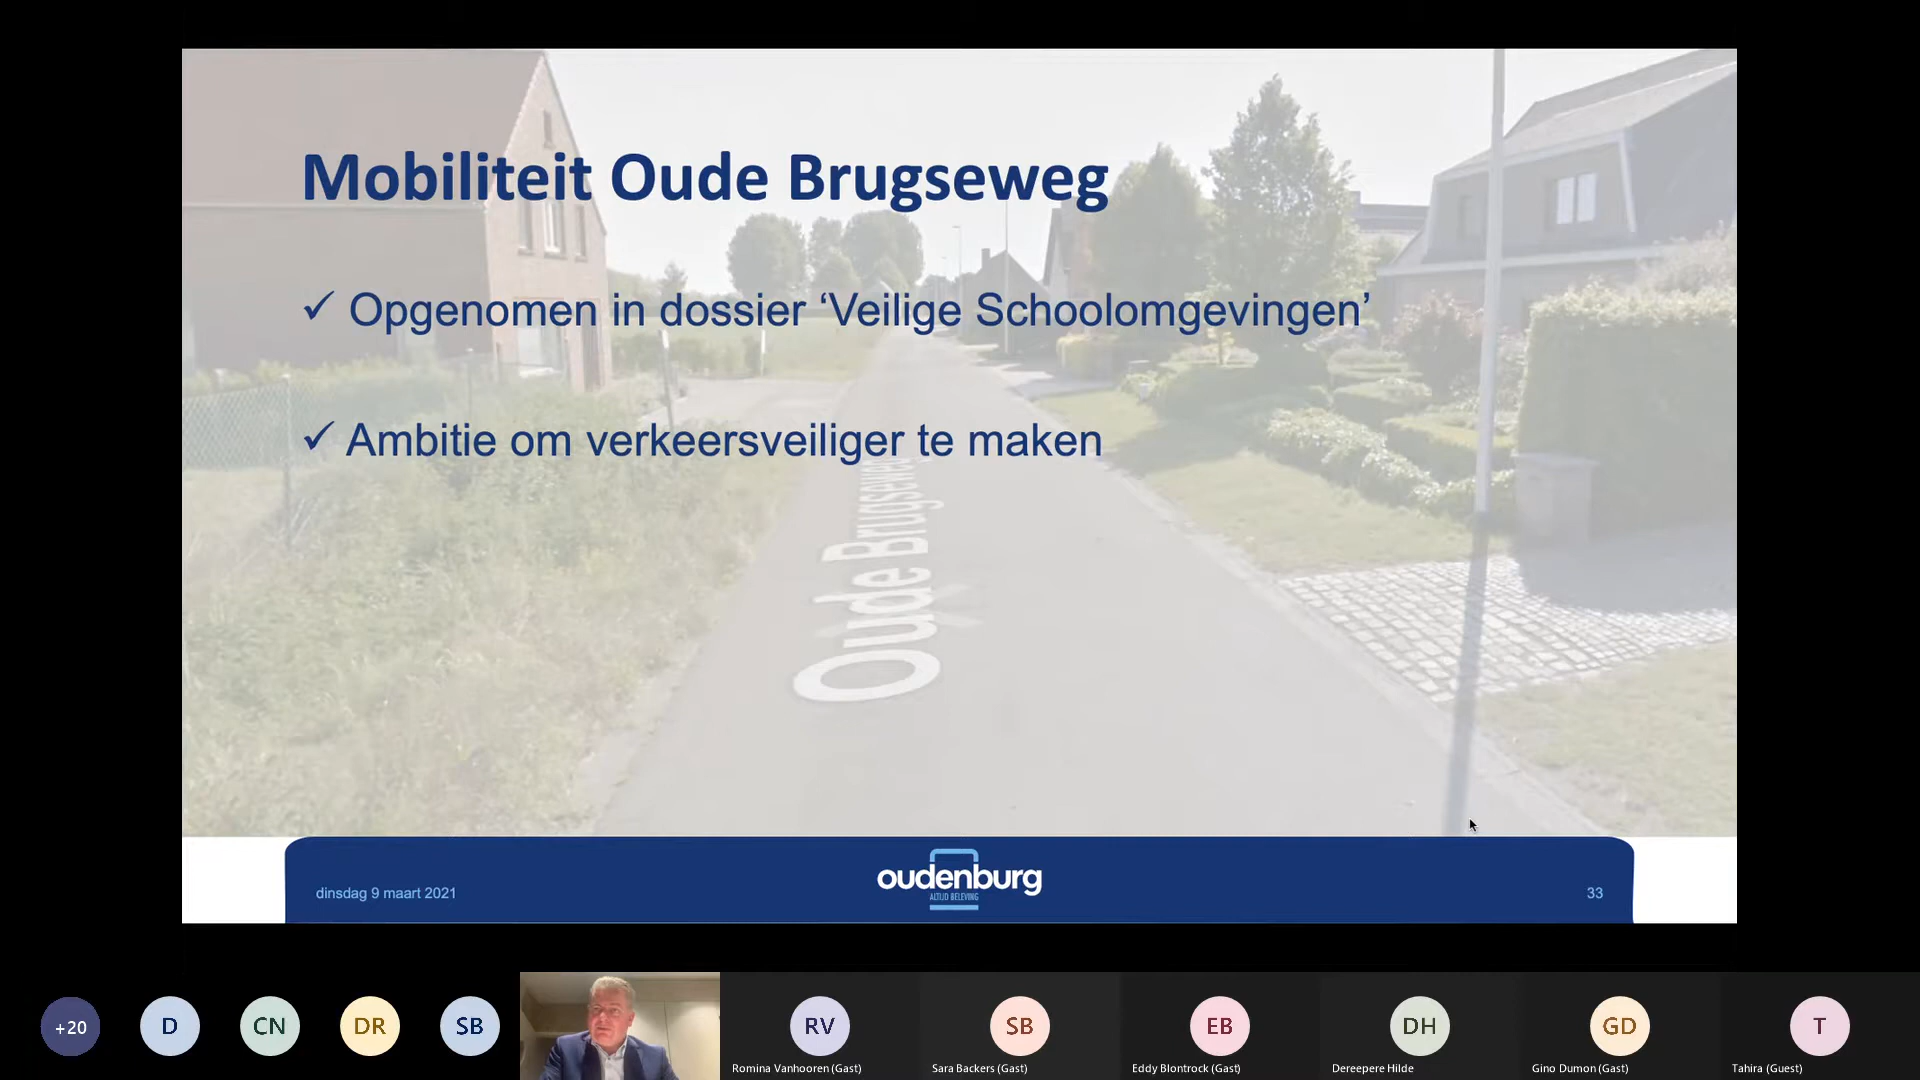 Mobiliteit Oude Brugseweg
✓ Opgenomen in dossier ‘Veilige Schoolomgevingen’
✓ Ambitie om verkeersveiliger te maken
Oude Brugseweg
dinsdag 9 maart 2021
oudenburg
ALTIJD BELEVING
33
+20
D
CN
DR
SB
RV
SB
EB
DH
GD
T
Romina Vanhooren (Gast)
Sara Backers (Gast)
Eddy Blontrock (Gast)
Dereepere Hilde
Gino Dumon (Gast)
Tahira (Guest)